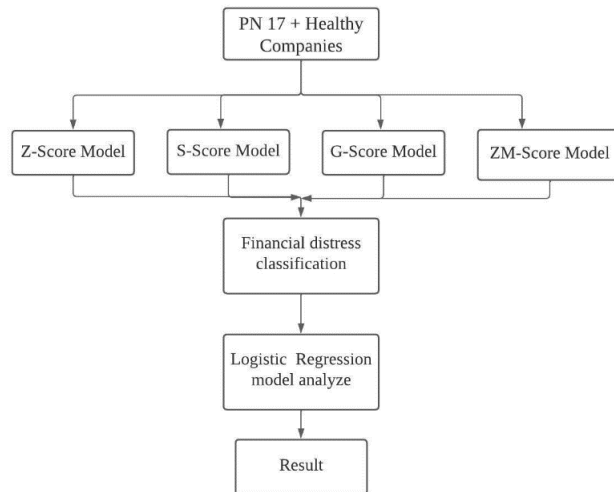 PN 17 + Healthy
Companies
Z-Score Model
S-Score Model
G-Score Model
ZM-Score Model
Financial distress
classification
Logistic Regression
model analyze
Result